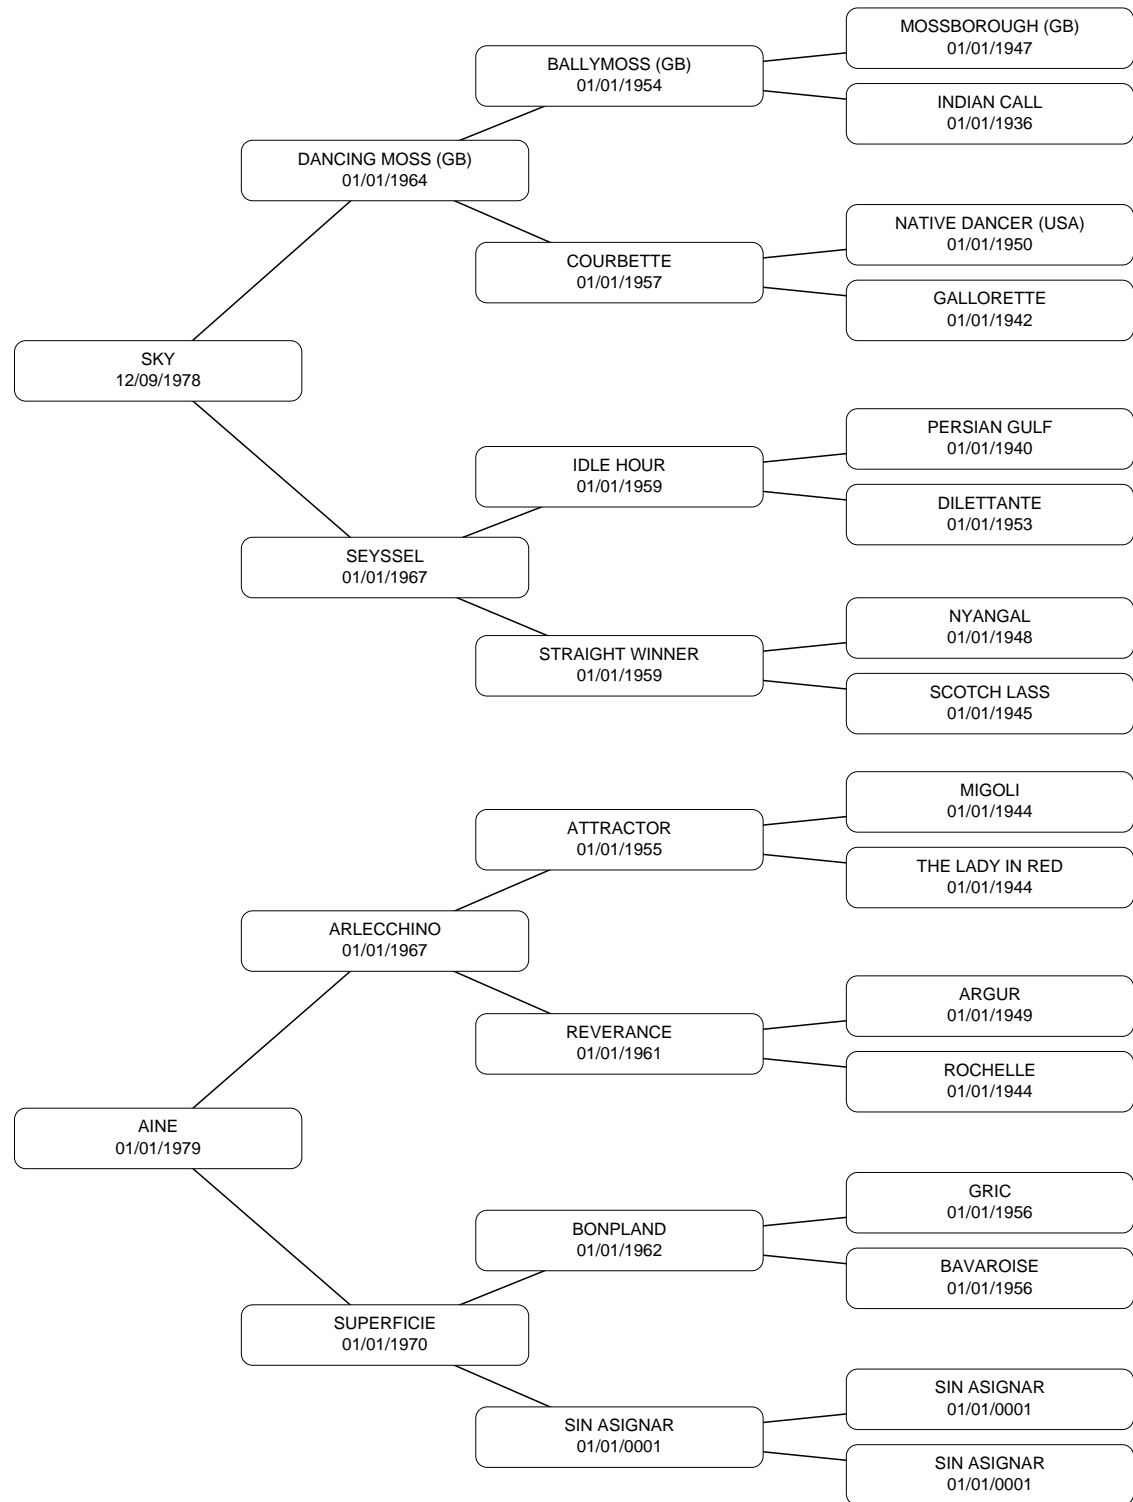 MOSSBOROUGH (GB)
01/01/1947
BALLYMOSS (GB)
01/01/1954
INDIAN CALL
01/01/1936
DANCING MOSS (GB)
01/01/1964
NATIVE DANCER (USA)
01/01/1950
COURBETTE
01/01/1957
GALLORETTE
01/01/1942
SKY
12/09/1978
PERSIAN GULF
01/01/1940
IDLE HOUR
01/01/1959
DILETTANTE
01/01/1953
SEYSSEL
01/01/1967
NYANGAL
01/01/1948
STRAIGHT WINNER
01/01/1959
SCOTCH LASS
01/01/1945
MIGOLI
01/01/1944
ATTRACTOR
01/01/1955
THE LADY IN RED
01/01/1944
ARLECCHINO
01/01/1967
ARGUR
01/01/1949
REVERANCE
01/01/1961
ROCHELLE
01/01/1944
AINE
01/01/1979
GRIC
01/01/1956
BONPLAND
01/01/1962
BAVAROISE
01/01/1956
SUPERFICIE
01/01/1970
SIN ASIGNAR
01/01/0001
SIN ASIGNAR
01/01/0001
SIN ASIGNAR
01/01/0001